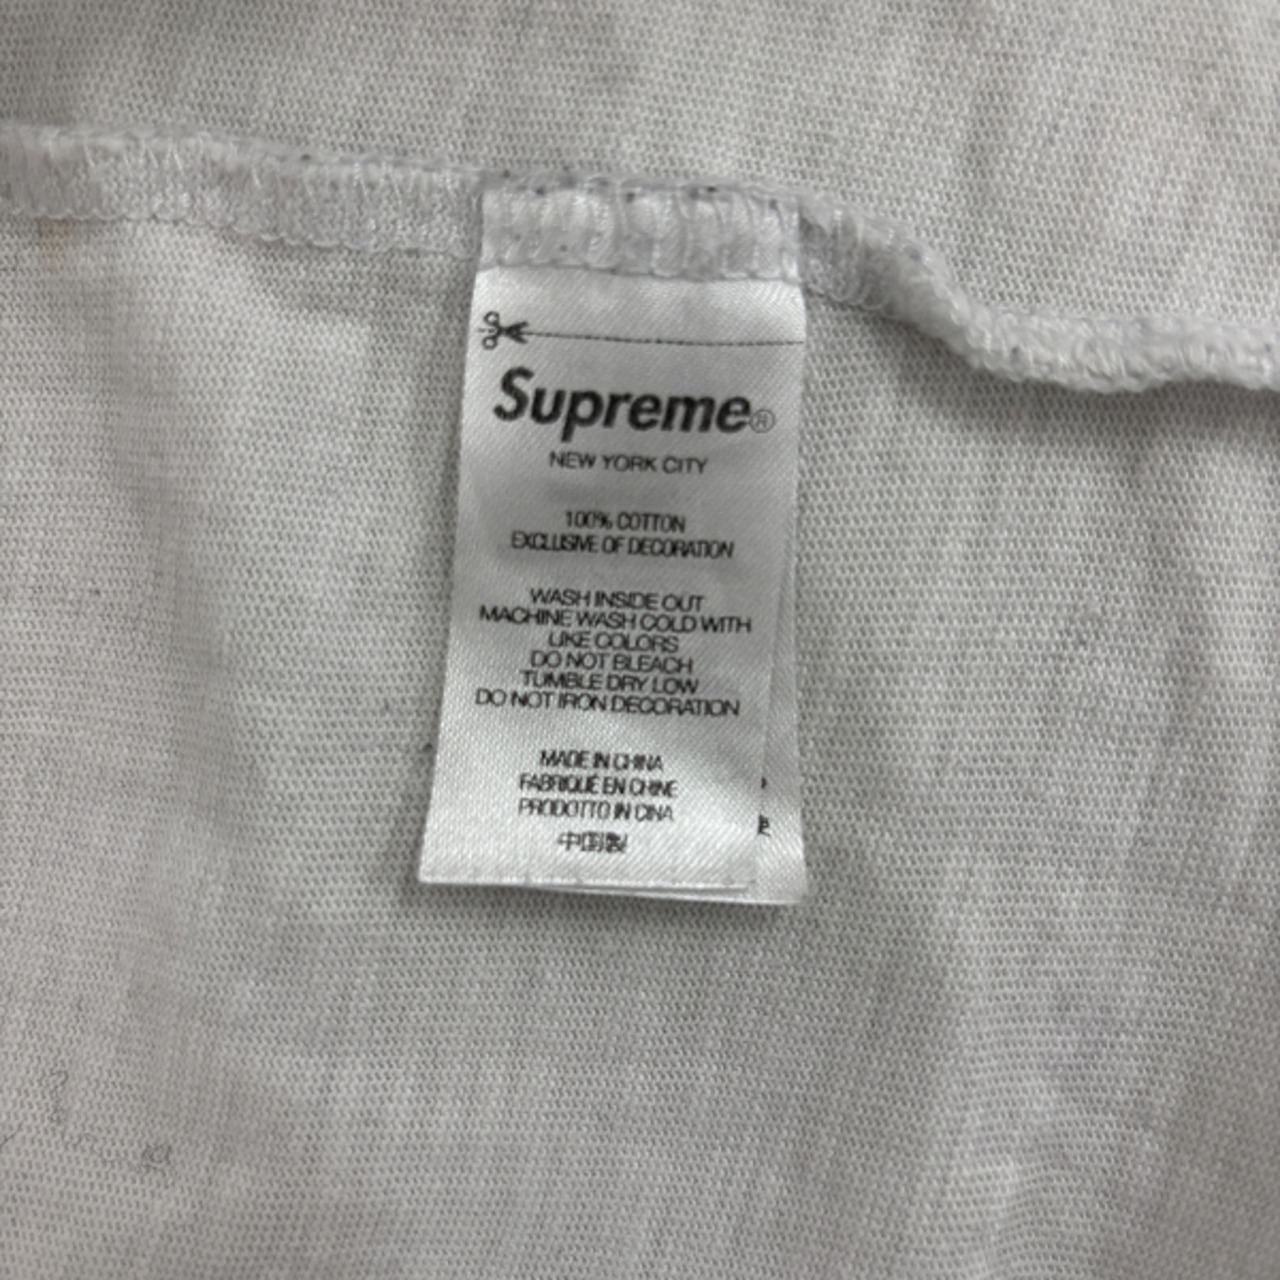 Supreme®
NEW YORK CITY
100% COTTON
EXCLUSIVE OF DECORATION
WASH INSIDE OUT
MACHINE WASH COLD WITH
LIKE COLORS
DO NOT BLEACH
TUMBLE DRY LOW
DO NOT IRON DECORATION
MADE IN CHINA
FABRIQUÉ EN CHINE
PRODOTTO IN CINA
中国製